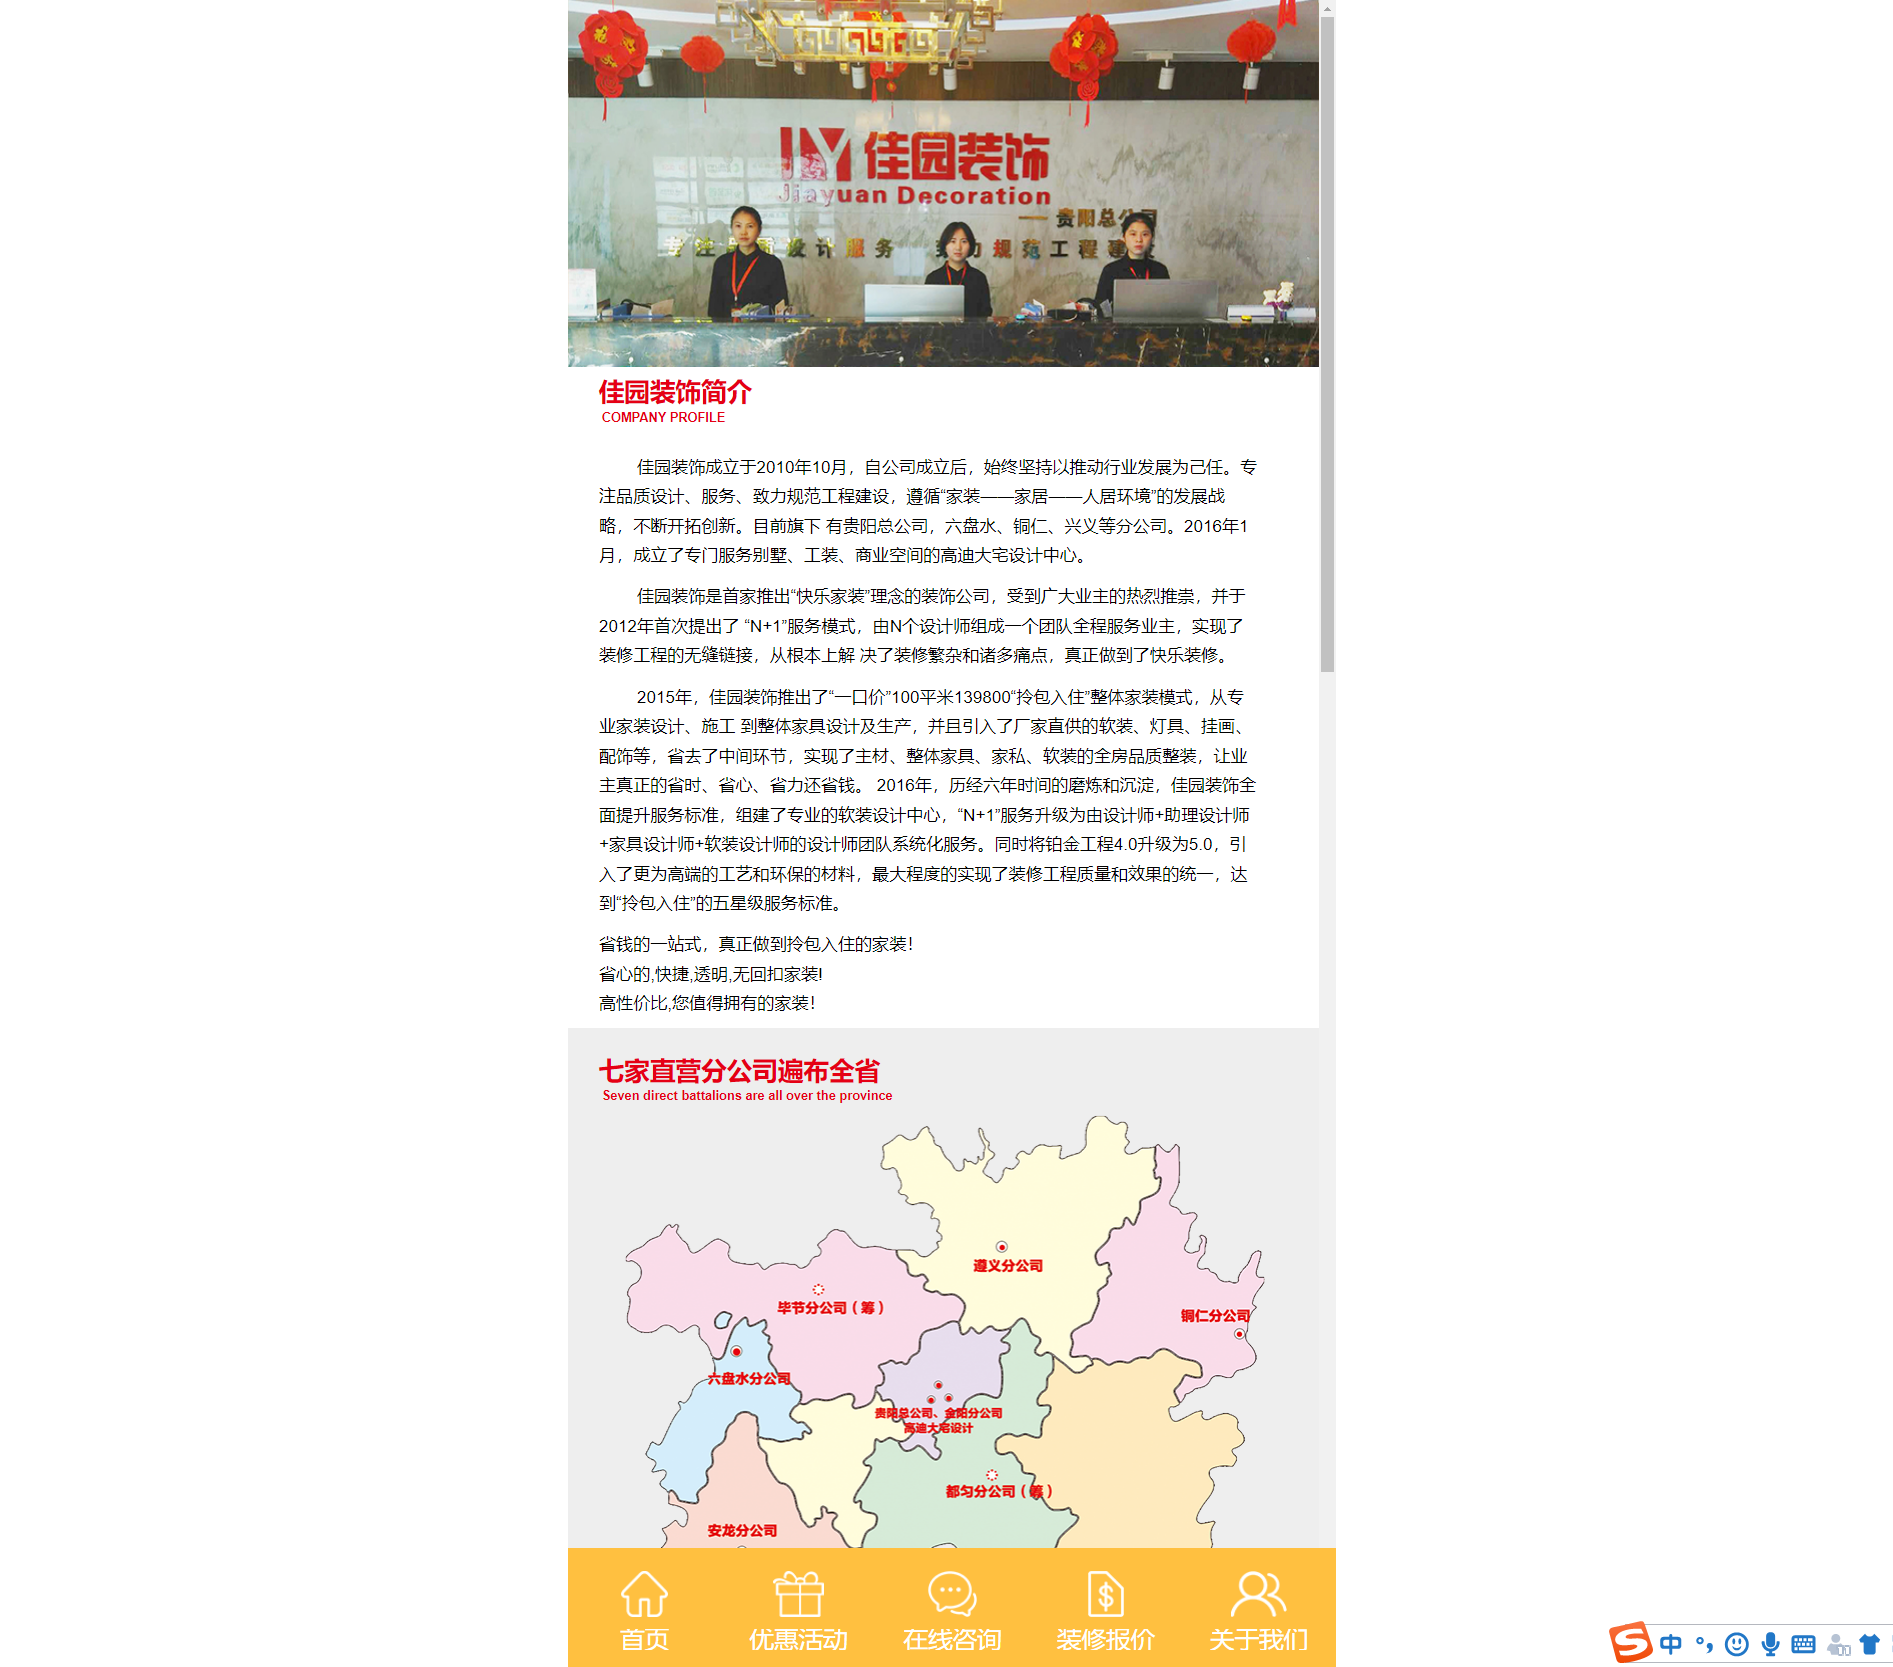 佳园装饰
Jiayuan Decoration
贵阳总公司
专注品质设计服务 致力规范工程建设
佳园装饰简介
COMPANY PROFILE
佳园装饰成立于2010年10月，自公司成立后，始终坚持以推动行业发展为己任。专
注品质设计、服务、致力规范工程建设，遵循“家装——家居——人居环境”的发展战
略，不断开拓创新。目前旗下 有贵阳总公司，六盘水、铜仁、兴义等分公司。2016年1
月，成立了专门服务别墅、工装、商业空间的高迪大宅设计中心。
佳园装饰是首家推出“快乐家装”理念的装饰公司，受到广大业主的热烈推崇，并于
2012年首次提出了 “N+1”服务模式，由N个设计师组成一个团队全程服务业主，实现了
装修工程的无缝链接，从根本上解 决了装修繁杂和诸多痛点，真正做到了快乐装修。
2015年，佳园装饰推出了“一口价”100平米139800“拎包入住”整体家装模式，从专
业家装设计、施工 到整体家具设计及生产，并且引入了厂家直供的软装、灯具、挂画、
配饰等，省去了中间环节，实现了主材、整体家具、家私、软装的全房品质整装，让业
主真正的省时、省心、省力还省钱。 2016年，历经六年时间的磨炼和沉淀，佳园装饰全
面提升服务标准，组建了专业的软装设计中心，“N+1”服务升级为由设计师+助理设计师
+家具设计师+软装设计师的设计师团队系统化服务。同时将铂金工程4.0升级为5.0，引
入了更为高端的工艺和环保的材料，最大程度的实现了装修工程质量和效果的统一，达
到“拎包入住”的五星级服务标准。
省钱的一站式，真正做到拎包入住的家装！
省心的,快捷,透明,无回扣家装!
高性价比,您值得拥有的家装！
七家直营分公司遍布全省
Seven direct battalions are all over the province
遵义分公司
毕节分公司（筹）
铜仁分公司
六盘水分公司
贵阳总公司、金阳分公司
高迪大宅设计
都匀分公司（筹）
安龙分公司
首页 优惠活动 在线咨询 装修报价 关于我们
中